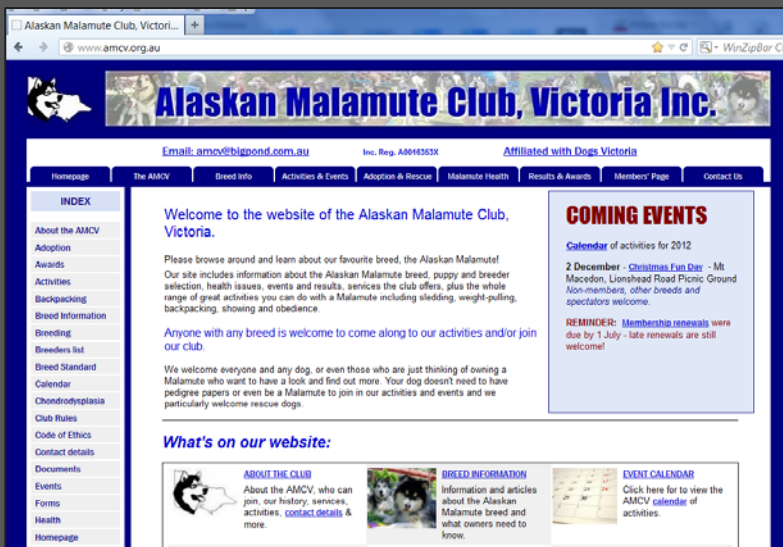 Alaskan Malamute Club, Victori...
www.amcv.org.au
WinZipBar C
Alaskan Malamute Club, Victoria Inc.
Email: amcv@bigpond.com.au Inc. Reg. A0016353X Affiliated with Dogs Victoria
Homepage The AMCV Breed Info Activities & Events Adoption & Rescue Malamute Health Results & Awards Members' Page Contact Us
INDEX
About the AMCV
Adoption
Awards
Activities
Backpacking
Breed Information
Breeding
Breeders list
Breed Standard
Calendar
Chondrodysplasia
Club Rules
Code of Ethics
Contact details
Documents
Events
Forms
Health
Homepage
Welcome to the website of the Alaskan Malamute Club,
Victoria.
Please browse around and learn about our favourite breed, the Alaskan Malamute!
Our site includes information about the Alaskan Malamute breed, puppy and breeder
selection, health issues, events and results, services the club offers, plus the whole
range of great activities you can do with a Malamute including sledding, weight-pulling,
backpacking, showing and obedience.
Anyone with any breed is welcome to come along to our activities and/or join
our club.
We welcome everyone and any dog, or even those who are just thinking of owning a
Malamute who want to have a look and find out more. Your dog doesn't need to have
pedigree papers or even be a Malamute to join in our activities and events and we
particularly welcome rescue dogs.
COMING EVENTS
Calendar of activities for 2012
2 December - Christmas Fun Day - Mt
Macedon, Lionshead Road Picnic Ground
Non-members, other breeds and
spectators welcome.
REMINDER: Membership renewals were
due by 1 July - late renewals are still
welcome!
What's on our website:
ABOUT THE CLUB
About the AMCV, who can
join, our history, services,
activities, contact details &
more.
BREED INFORMATION
Information and articles
about the Alaskan
Malamute breed and
what owners need to
know.
EVENT CALENDAR
Click here for to view the
AMCV calendar of
activities.